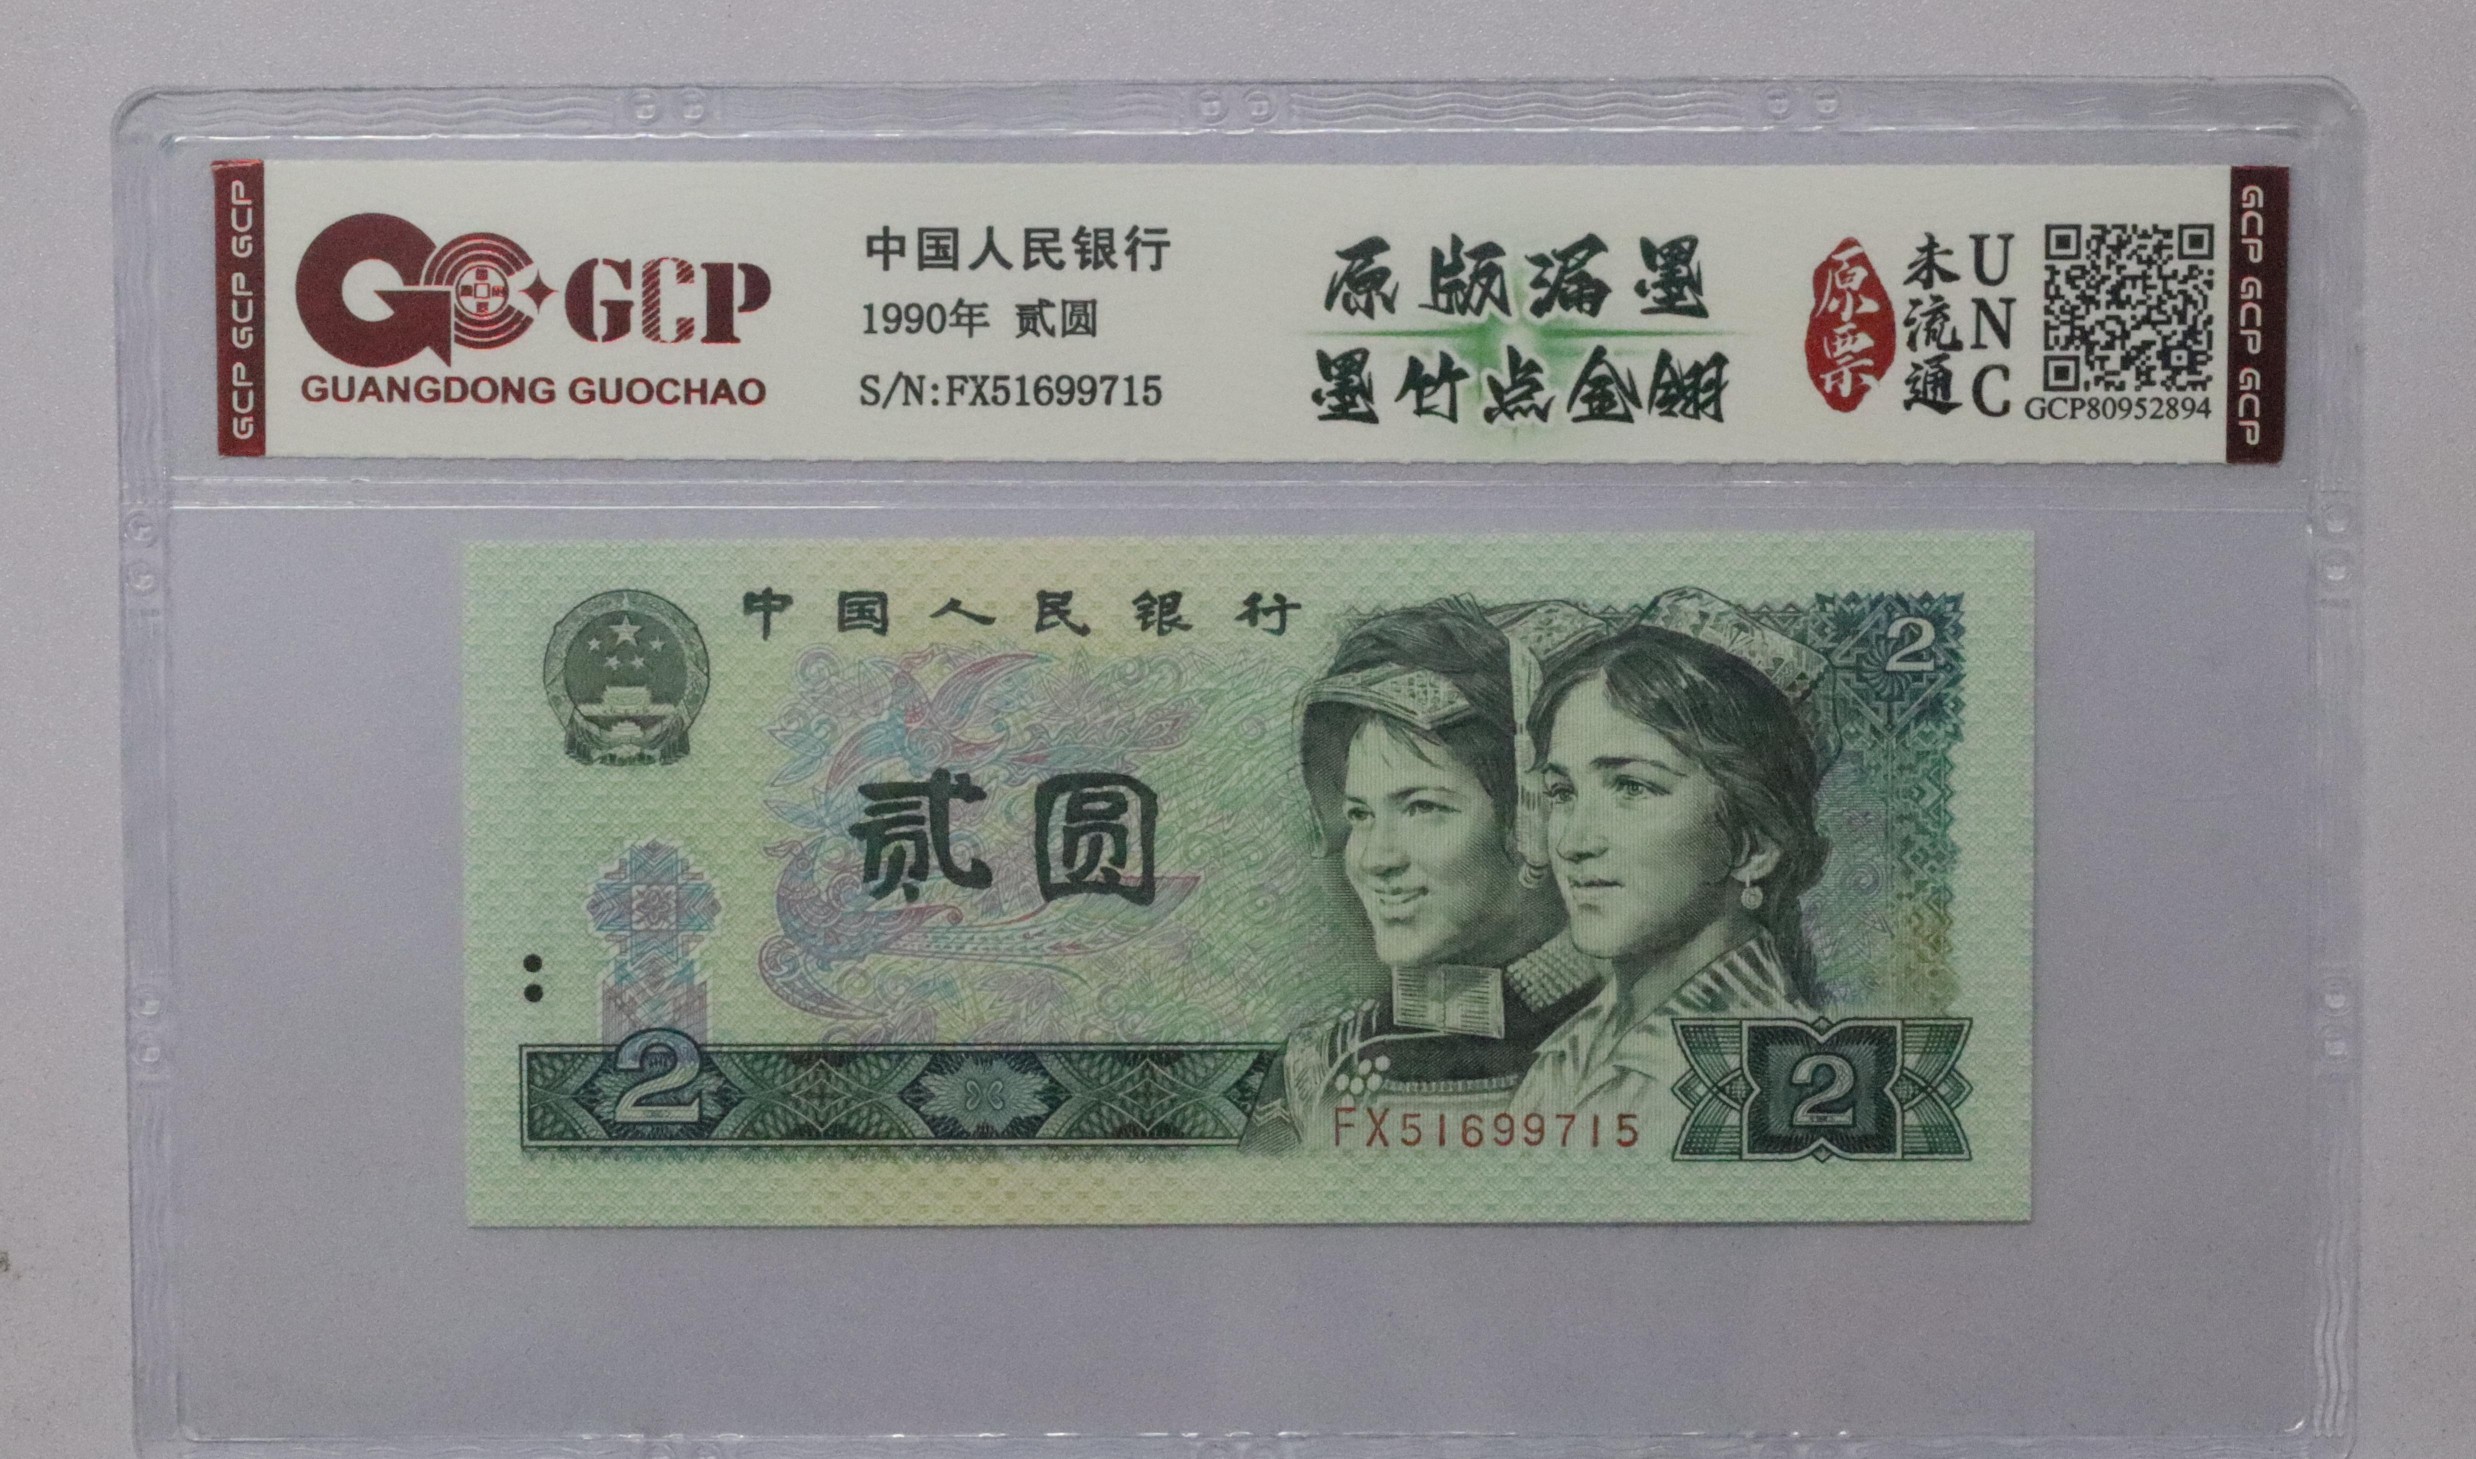 GCP GCP GCP
GCP
GUANGDONG GUOCHAO
中国人民银行
1990年 贰圆
S/N:FX51699715
原版漏墨
墨竹点金翎
原票
未流通
UNC
GCP80952894
GCP GCP GCP
中国人民银行
2
贰圆
2
FX51699715
2